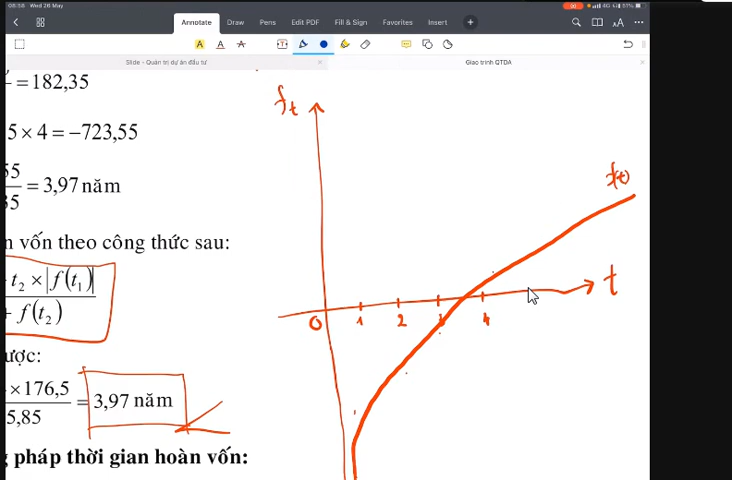 08:58 Wed 26 May
4G 51%
Annotate Draw Pens Edit PDF Fill & Sign Favorites Insert
Slide - Quản trị dự án đầu tư
Giáo trình QTDA
= 182,35
5 × 4 = −723,55
= 3,97 năm
n vốn theo công thức sau:
t₂ × |f(t₁)|
+ f(t₂)
ược:
× 176,5
5,85
= 3,97 năm
pháp thời gian hoàn vốn:
fₜ
f(t)
t
0 1 2 3 4